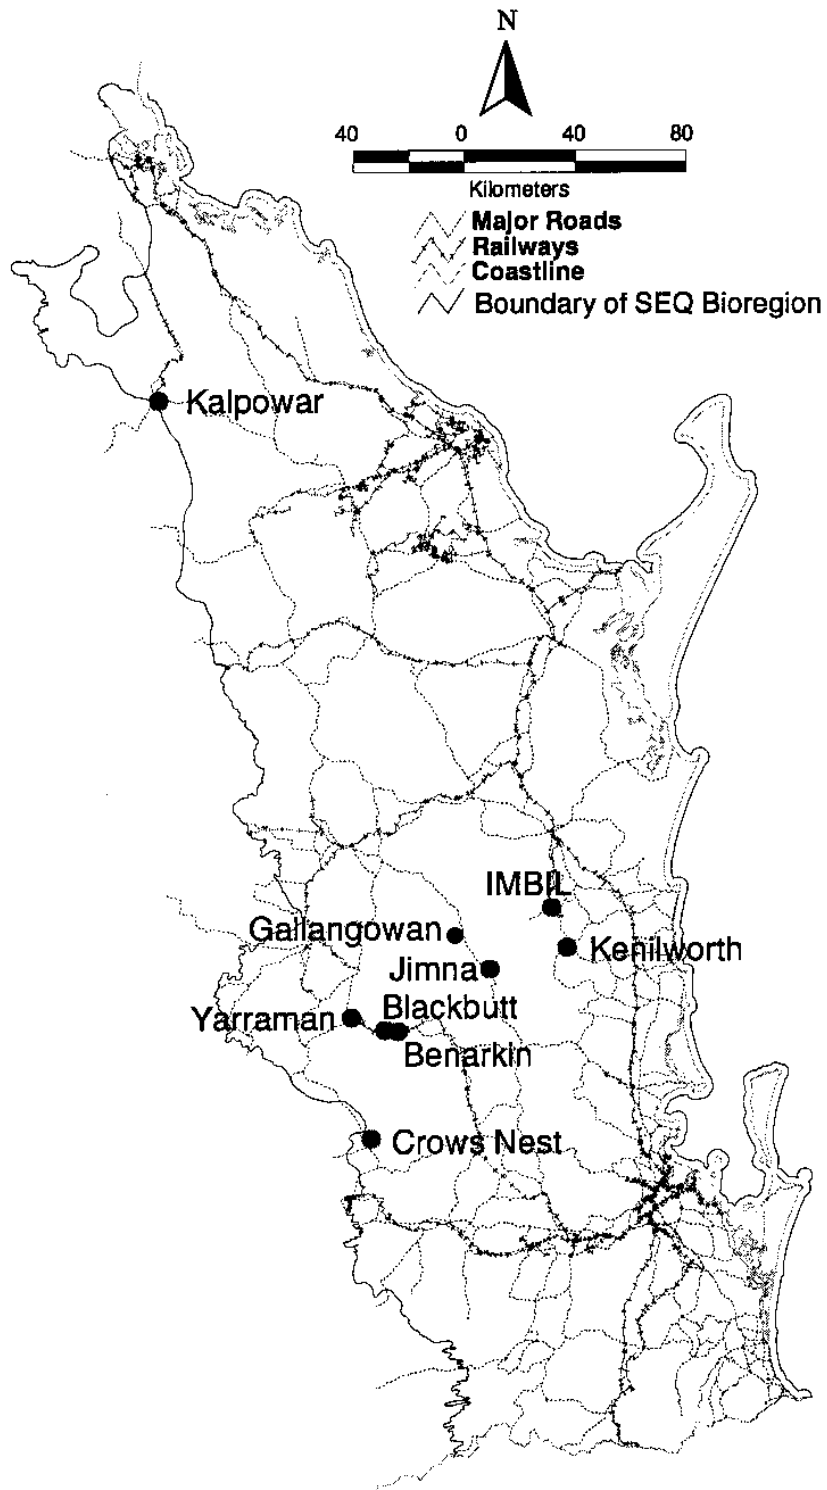 N
40 0 40 80
Kilometers
Major Roads
Railways
Coastline
Boundary of SEQ Bioregion
Kalpowar
IMBIL
Gallangowan
Kenilworth
Jimna
Blackbutt
Yarraman
Benarkin
Crows Nest